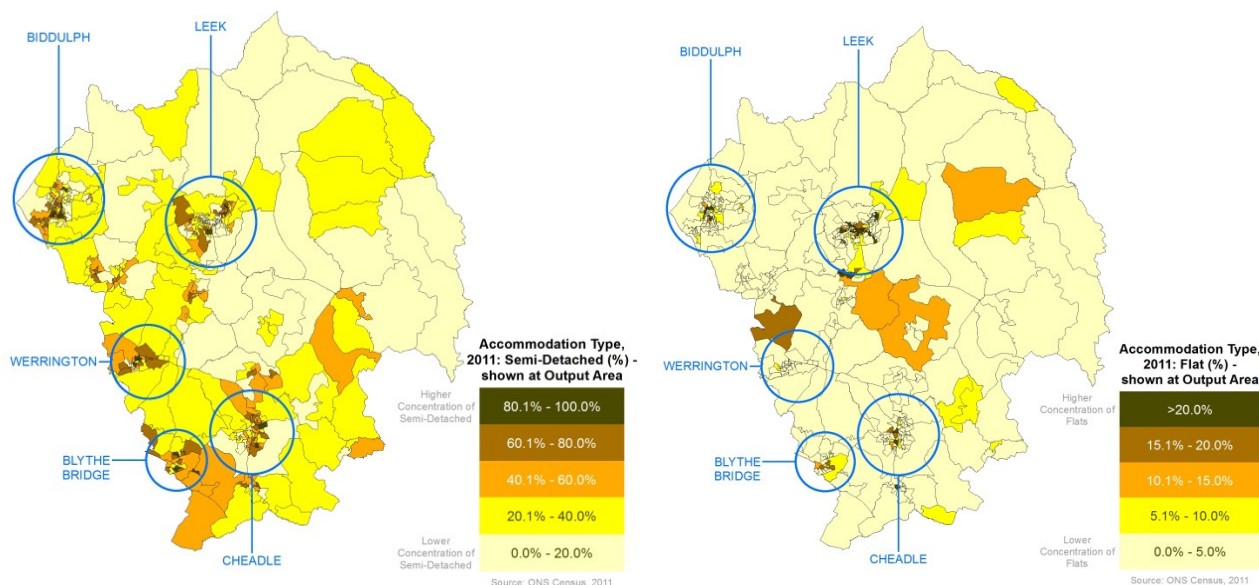 BIDDULPH
LEEK
WERRINGTON
BLYTHE
BRIDGE
CHEADLE
Accommodation Type,
2011: Semi-Detached (%) -
shown at Output Area
Higher
Concentration of
Semi-Detached
80.1% - 100.0%
60.1% - 80.0%
40.1% - 60.0%
20.1% - 40.0%
0.0% - 20.0%
Lower
Concentration of
Semi-Detached
Source: ONS Census, 2011
BIDDULPH
LEEK
WERRINGTON
BLYTHE
BRIDGE
CHEADLE
Accommodation Type,
2011: Flat (%) -
shown at Output Area
Higher
Concentration of
Flats
>20.0%
15.1% - 20.0%
10.1% - 15.0%
5.1% - 10.0%
0.0% - 5.0%
Lower
Concentration of
Flats
Source: ONS Census, 2011